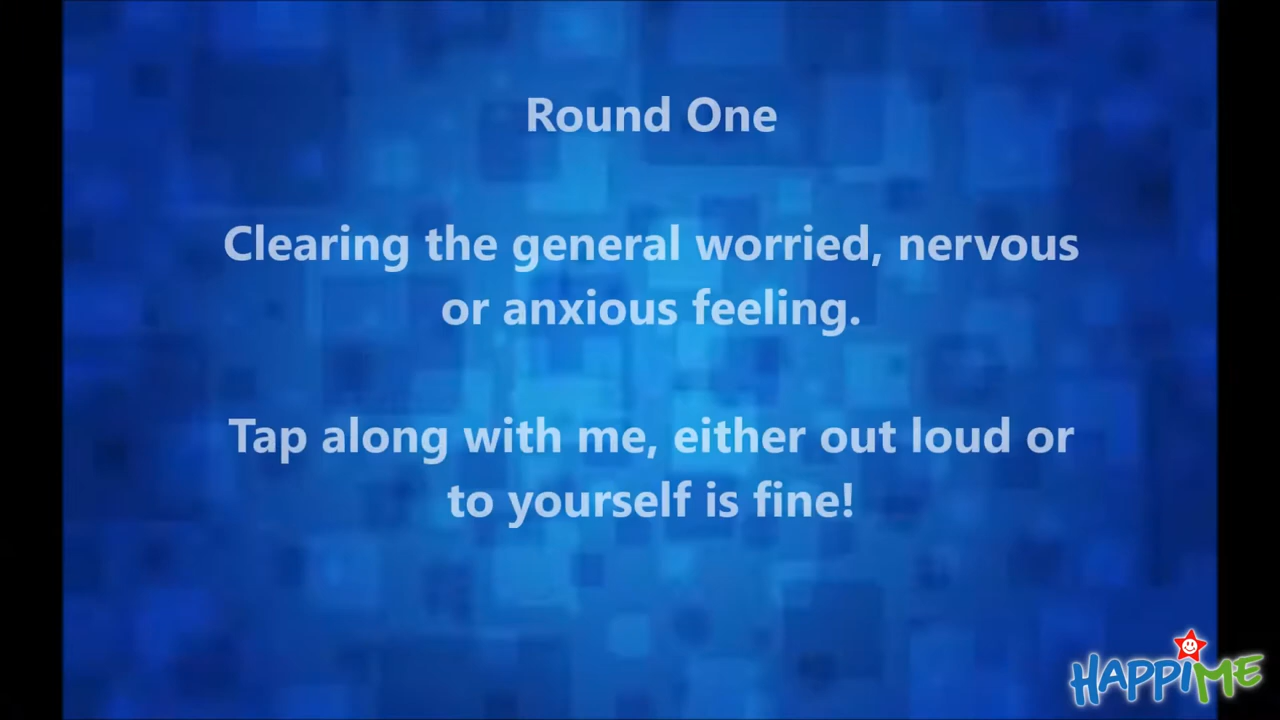 Round One
Clearing the general worried, nervous
or anxious feeling.
Tap along with me, either out loud or
to yourself is fine!
HAPPIME